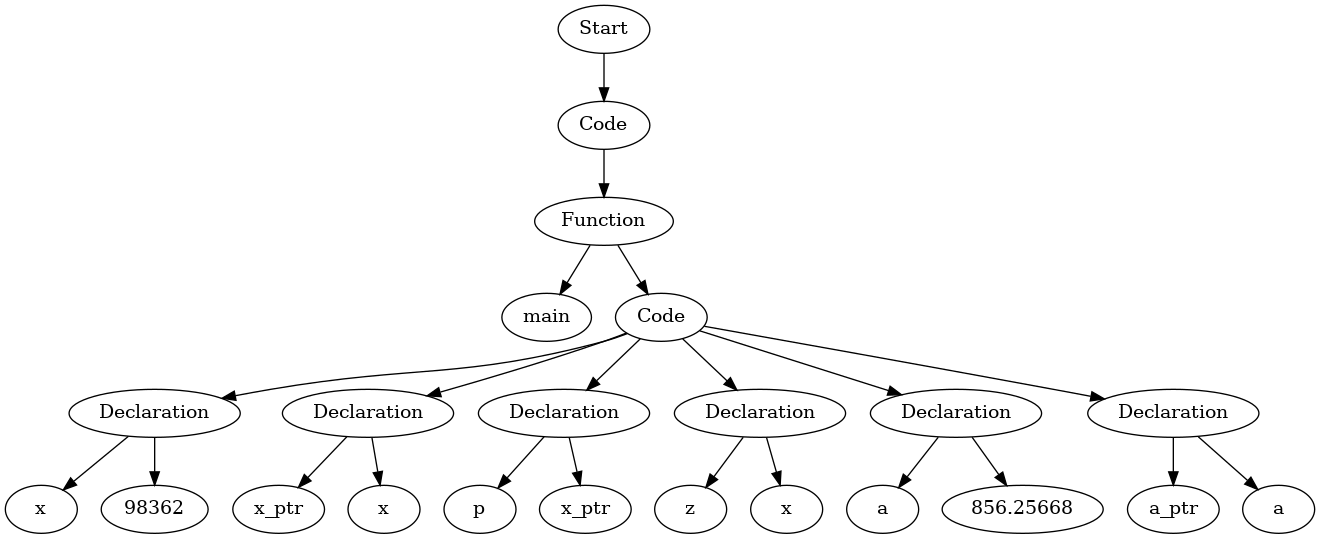 Start
Code
Function
main Code
Declaration Declaration Declaration Declaration Declaration Declaration
x 98362 x_ptr x p x_ptr z x a 856.25668 a_ptr a